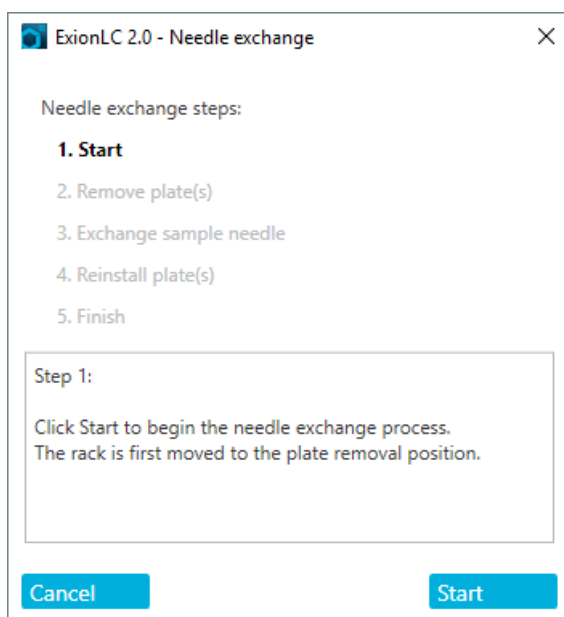 ExionLC 2.0 - Needle exchange
Needle exchange steps:
1. Start
2. Remove plate(s)
3. Exchange sample needle
4. Reinstall plate(s)
5. Finish
Step 1:
Click Start to begin the needle exchange process.
The rack is first moved to the plate removal position.
Cancel
Start